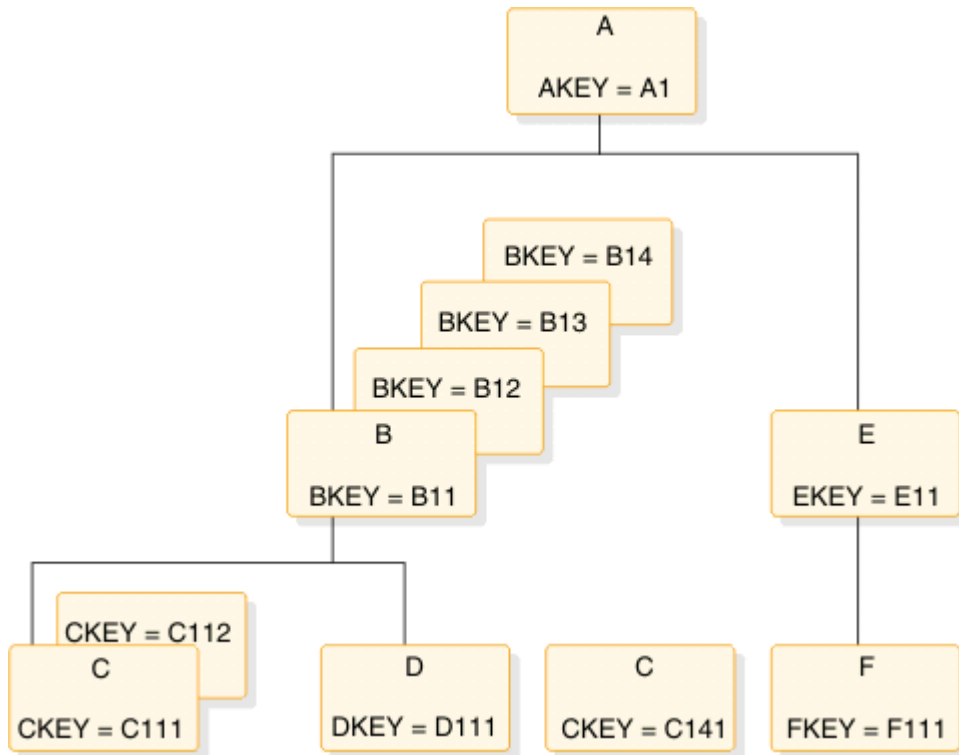 A
AKEY = A1
BKEY = B14
BKEY = B13
BKEY = B12
B
BKEY = B11
E
EKEY = E11
CKEY = C112
C
CKEY = C111
D
DKEY = D111
C
CKEY = C141
F
FKEY = F111